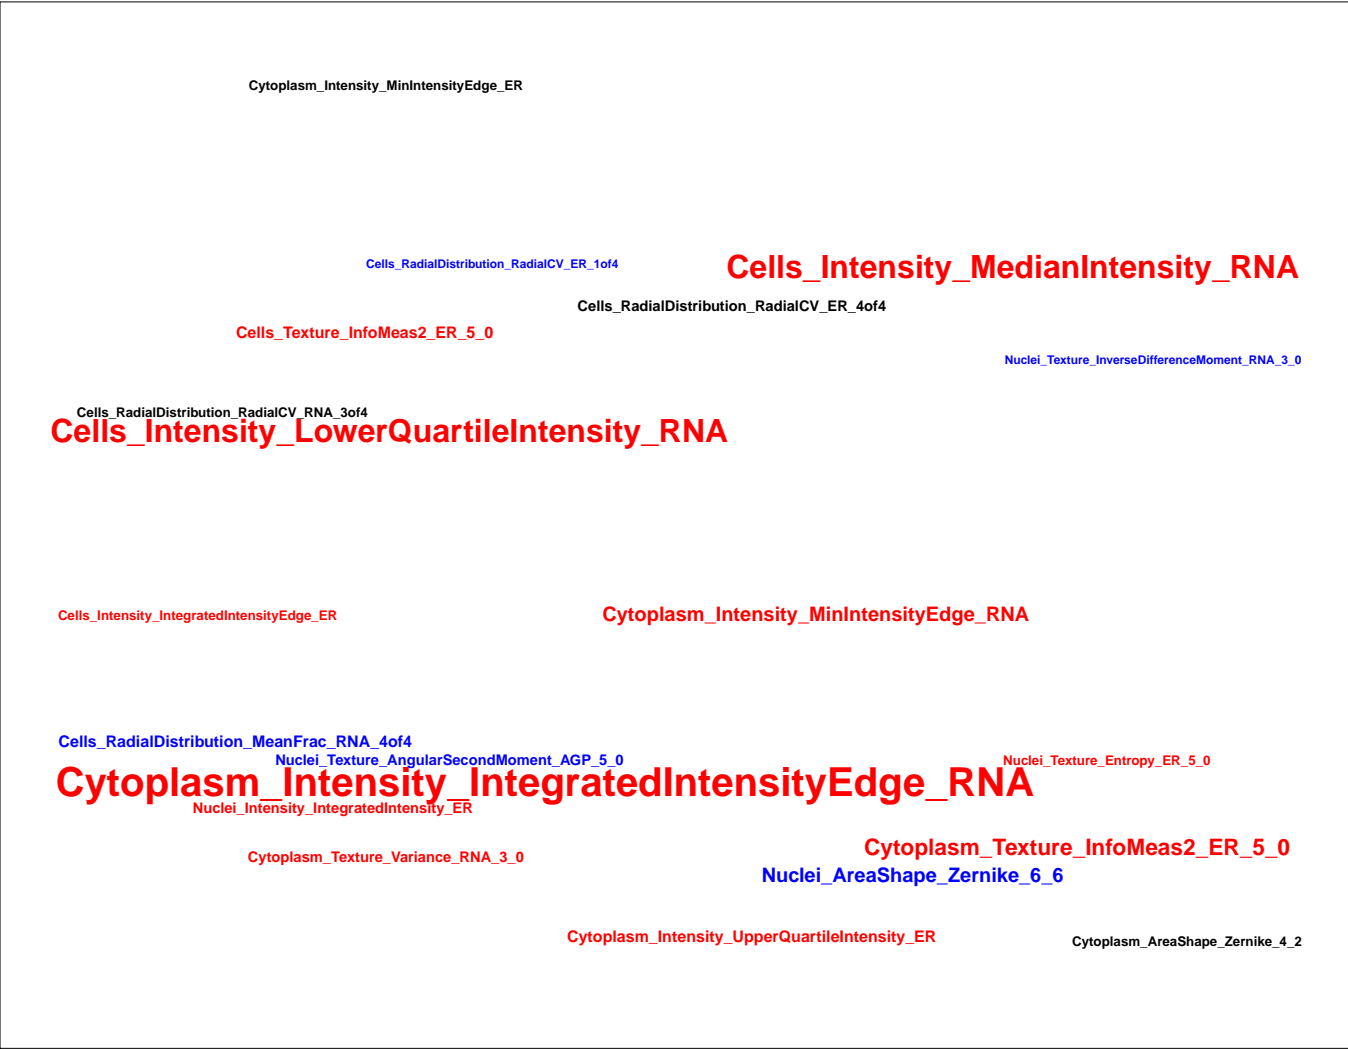 Cytoplasm_Intensity_MinIntensityEdge_ER
Cells_RadialDistribution_RadialCV_ER_1of4
Cells_Intensity_MedianIntensity_RNA
Cells_RadialDistribution_RadialCV_ER_4of4
Cells_Texture_InfoMeas2_ER_5_0
Nuclei_Texture_InverseDifferenceMoment_RNA_3_0
Cells_RadialDistribution_RadialCV_RNA_3of4
Cells_Intensity_LowerQuartileIntensity_RNA
Cells_Intensity_IntegratedIntensityEdge_ER
Cytoplasm_Intensity_MinIntensityEdge_RNA
Cells_RadialDistribution_MeanFrac_RNA_4of4
Nuclei_Texture_AngularSecondMoment_AGP_5_0
Nuclei_Texture_Entropy_ER_5_0
Cytoplasm_Intensity_IntegratedIntensityEdge_RNA
Nuclei_Intensity_IntegratedIntensity_ER
Cytoplasm_Texture_InfoMeas2_ER_5_0
Cytoplasm_Texture_Variance_RNA_3_0
Nuclei_AreaShape_Zernike_6_6
Cytoplasm_Intensity_UpperQuartileIntensity_ER
Cytoplasm_AreaShape_Zernike_4_2